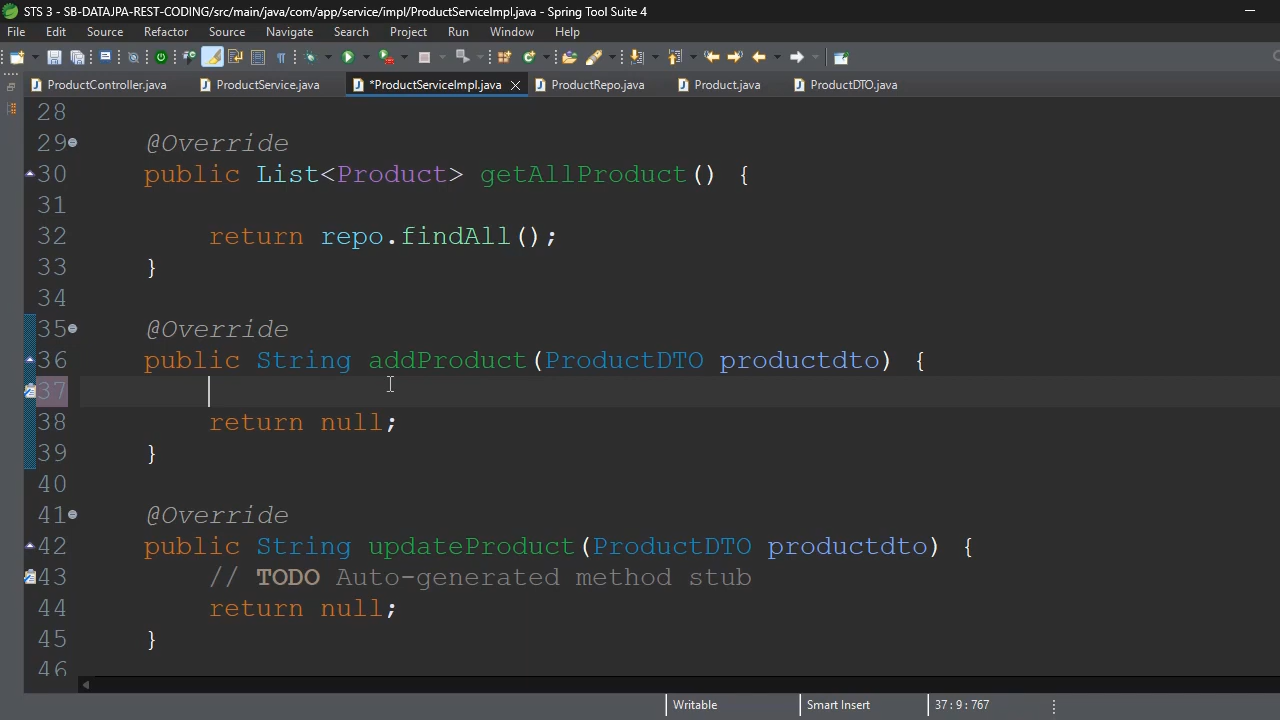 STS 3 - SB-DATAJPA-REST-CODING/src/main/java/com/app/service/impl/ProductServiceImpl.java - Spring Tool Suite 4
File Edit Source Refactor Source Navigate Search Project Run Window Help
ProductController.java ProductService.java *ProductServiceImpl.java ProductRepo.java Product.java ProductDTO.java
28
29 @Override
30 public List<Product> getAllProduct() {
31
32 return repo.findAll();
33 }
34
35 @Override
36 public String addProduct(ProductDTO productdto) {
37
38 return null;
39 }
40
41 @Override
42 public String updateProduct(ProductDTO productdto) {
43 // TODO Auto-generated method stub
44 return null;
45 }
46
Writable Smart Insert 37 : 9 : 767